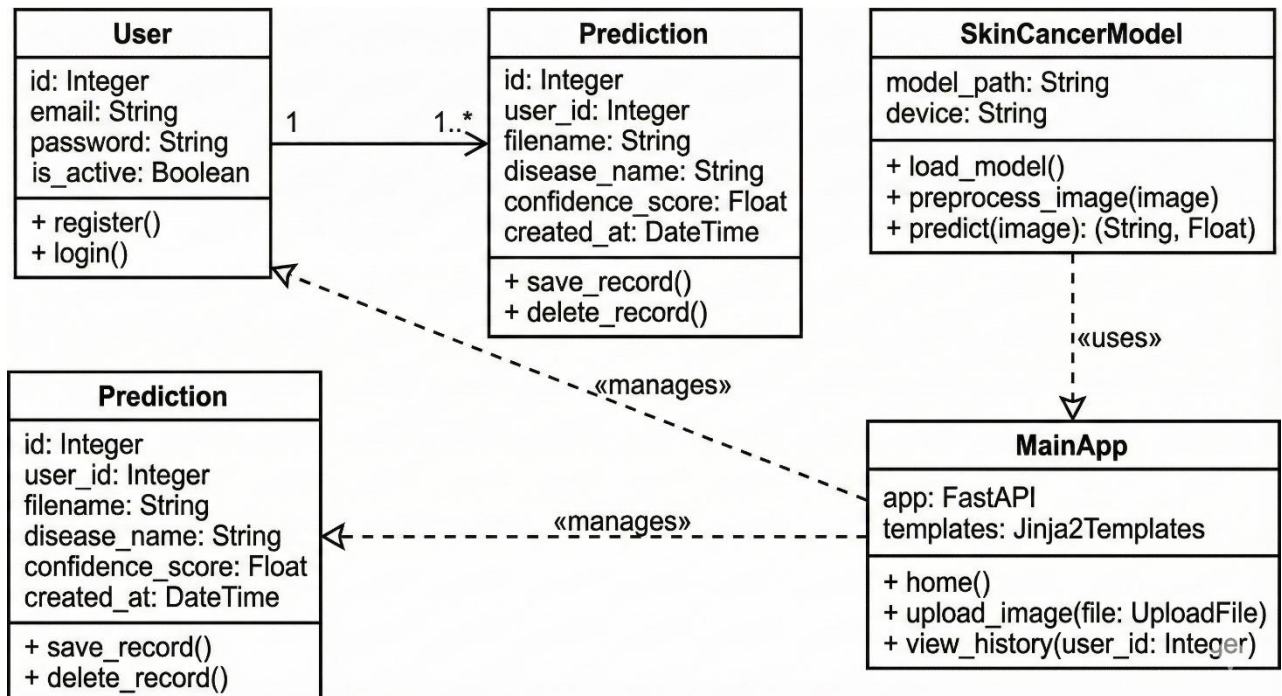 User
id: Integer
email: String
password: String
is_active: Boolean
+ register()
+ login()
1
1..*
Prediction
id: Integer
user_id: Integer
filename: String
disease_name: String
confidence_score: Float
created_at: DateTime
+ save_record()
+ delete_record()
SkinCancerModel
model_path: String
device: String
+ load_model()
+ preprocess_image(image)
+ predict(image): (String, Float)
«uses»
«manages»
Prediction
id: Integer
user_id: Integer
filename: String
disease_name: String
confidence_score: Float
created_at: DateTime
+ save_record()
+ delete_record()
«manages»
MainApp
app: FastAPI
templates: Jinja2Templates
+ home()
+ upload_image(file: UploadFile)
+ view_history(user_id: Integer)